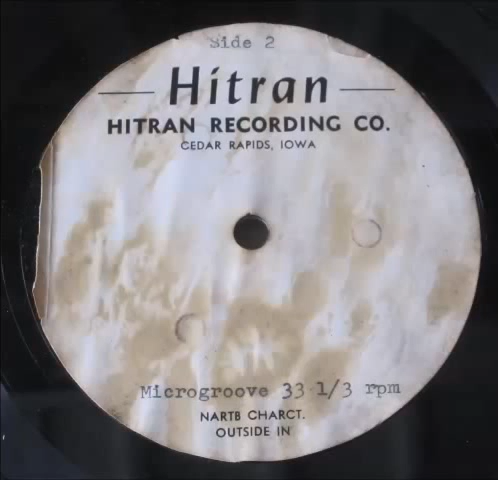 Side 2
Hitran
HITRAN RECORDING CO.
CEDAR RAPIDS, IOWA
Microgroove 33 1/3 rpm
NARTB CHARCT.
OUTSIDE IN